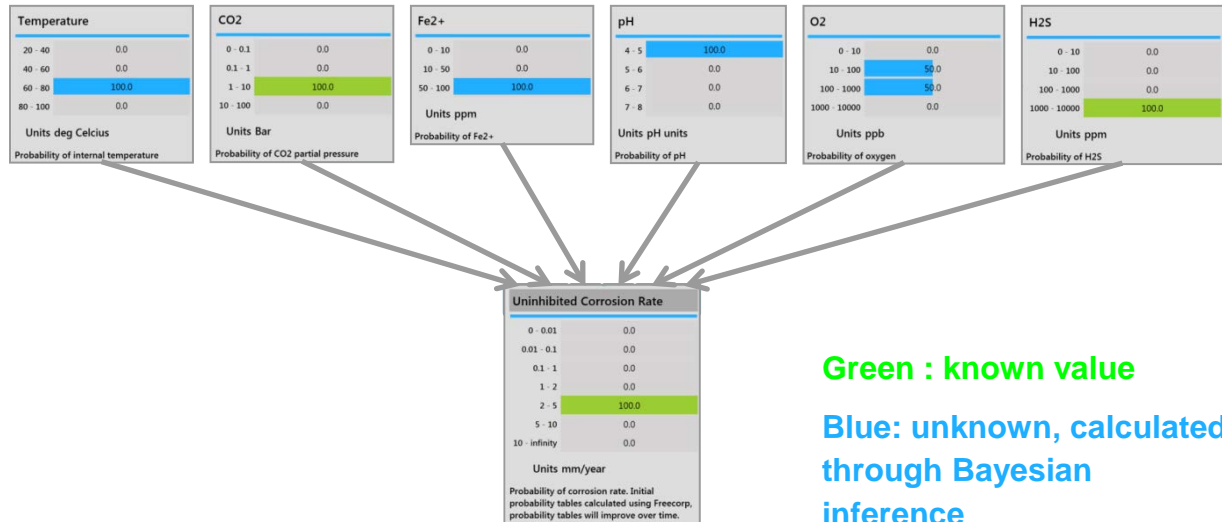 Temperature
20 - 40 0.0
40 - 60 0.0
60 - 80 100.0
80 - 100 0.0
Units deg Celcius
Probability of internal temperature
CO2
0 - 0.1 0.0
0.1 - 1 0.0
1 - 10 100.0
10 - 100 0.0
Units Bar
Probability of CO2 partial pressure
Fe2+
0 - 10 0.0
10 - 50 0.0
50 - 100 100.0
Units ppm
Probability of Fe2+
pH
4 - 5 100.0
5 - 6 0.0
6 - 7 0.0
7 - 8 0.0
Units pH units
Probability of pH
O2
0 - 10 0.0
10 - 100 50.0
100 - 1000 50.0
1000 - 10000 0.0
Units ppb
Probability of oxygen
H2S
0 - 10 0.0
10 - 100 0.0
100 - 1000 0.0
1000 - 10000 100.0
Units ppm
Probability of H2S
Uninhibited Corrosion Rate
0 - 0.01 0.0
0.01 - 0.1 0.0
0.1 - 1 0.0
1 - 2 0.0
2 - 5 100.0
5 - 10 0.0
10 - infinity 0.0
Units mm/year
Probability of corrosion rate. Initial
probability tables calculated using Freecorp,
probability tables will improve over time.
Green : known value
Blue: unknown, calculated
through Bayesian
inference